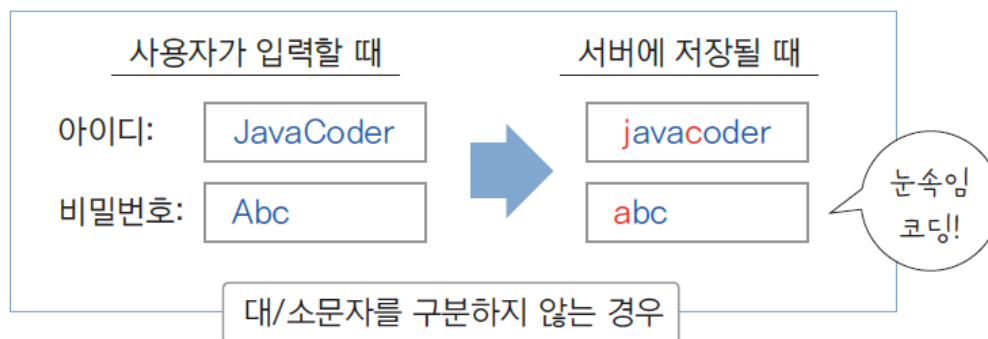 사용자가 입력할 때 서버에 저장될 때
아이디: JavaCoder javacoder
비밀번호: Abc abc
눈속임
코딩!
대/소문자를 구분하지 않는 경우